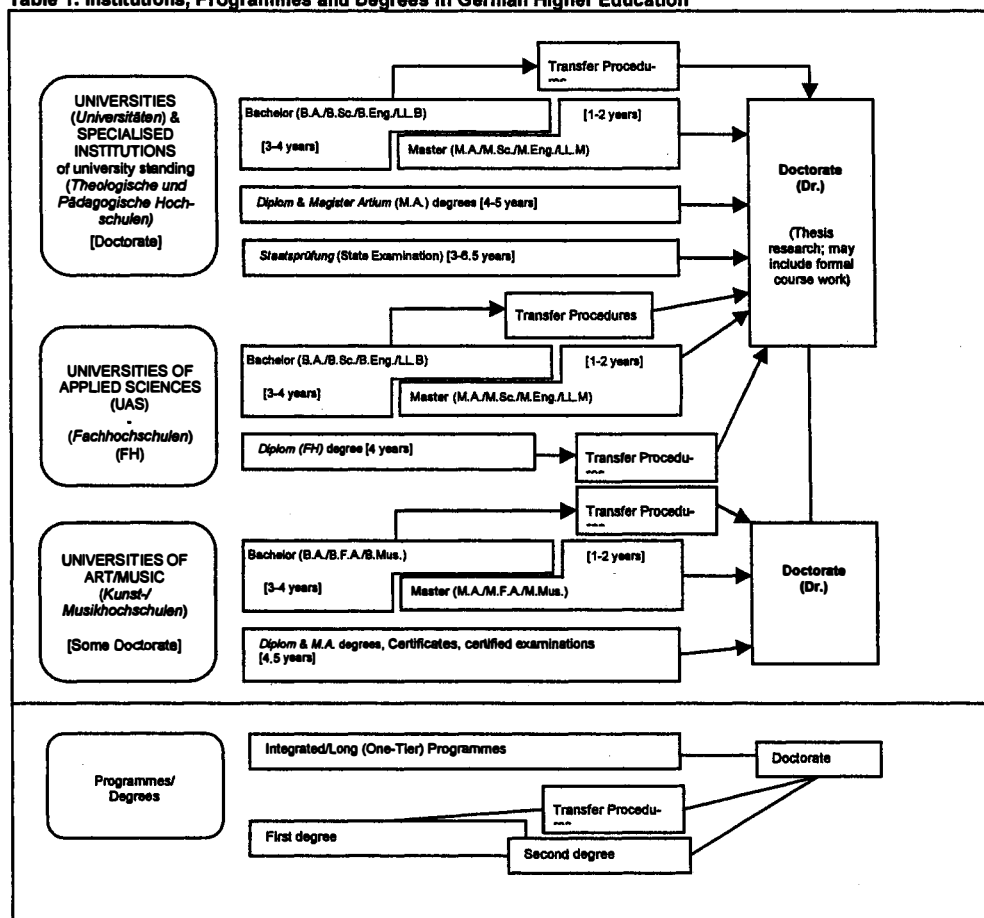 Table 1: Institutions, Programmes and Degrees in German Higher Education
Transfer Procedu-
UNIVERSITIES
(Universitäten) &
SPECIALISED
INSTITUTIONS
of university standing
(Theologische und
Pädagogische Hoch-
schulen)
[Doctorate]
Bachelor (B.A./B.Sc./B.Eng./LL.B)
[3-4 years]
[1-2 years]
Master (M.A./M.Sc./M.Eng./LL.M)
Diplom & Magister Artium (M.A.) degrees [4-5 years]
Staatsprüfung (State Examination) [3-6.5 years]
Doctorate
(Dr.)
(Thesis
research; may
include formal
course work)
Transfer Procedures
UNIVERSITIES OF
APPLIED SCIENCES
(UAS)
-
(Fachhochschulen)
(FH)
Bachelor (B.A./B.Sc./B.Eng./LL.B)
[3-4 years]
[1-2 years]
Master (M.A./M.Sc./M.Eng./LL.M)
Diplom (FH) degree [4 years]
Transfer Procedu-
Transfer Procedu-
UNIVERSITIES OF
ART/MUSIC
(Kunst-/
Musikhochschulen)
[Some Doctorate]
Bachelor (B.A./B.F.A./B.Mus.)
[3-4 years]
[1-2 years]
Master (M.A./M.F.A./M.Mus.)
Diplom & M.A. degrees, Certificates, certified examinations
[4,5 years]
Doctorate
(Dr.)
Programmes/
Degrees
Integrated/Long (One-Tier) Programmes
Doctorate
Transfer Procedu-
First degree
Second degree